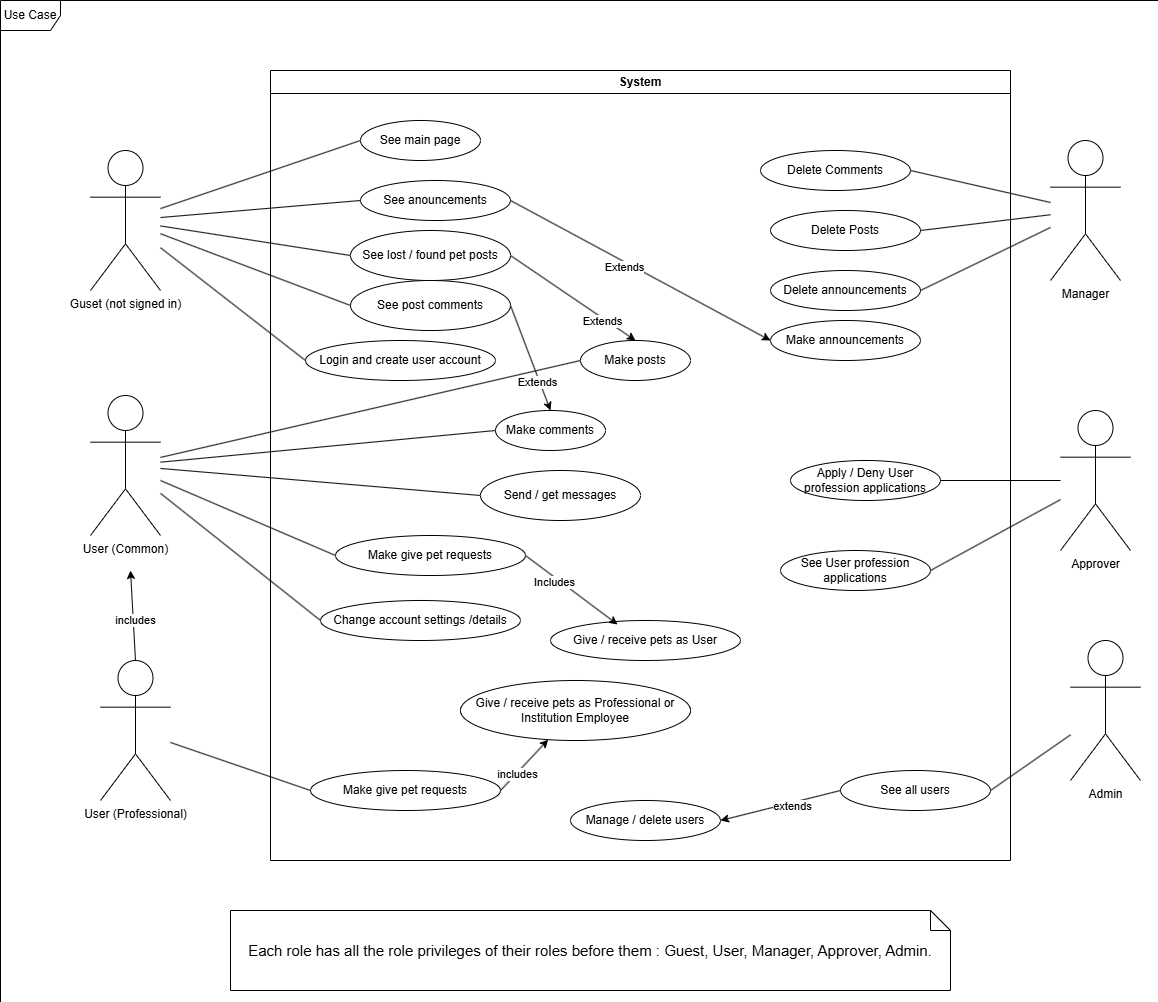 Use Case
System
See main page
See anouncements
See lost / found pet posts
See post comments
Login and create user account
Guset (not signed in)
Delete Comments
Delete Posts
Delete announcements
Make announcements
Manager
Extends
Extends
Extends
Make posts
Make comments
Send / get messages
Make give pet requests
Change account settings /details
User (Common)
Includes
Give / receive pets as User
Apply / Deny User
profession applications
See User profession
applications
Approver
includes
Give / receive pets as Professional or
Institution Employee
includes
Make give pet requests
User (Professional)
See all users
extends
Manage / delete users
Admin
Each role has all the role privileges of their roles before them : Guest, User, Manager, Approver, Admin.